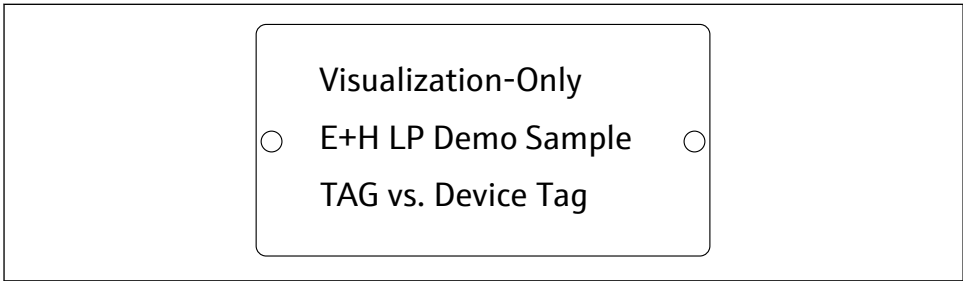 Visualization-Only
E+H LP Demo Sample
TAG vs. Device Tag